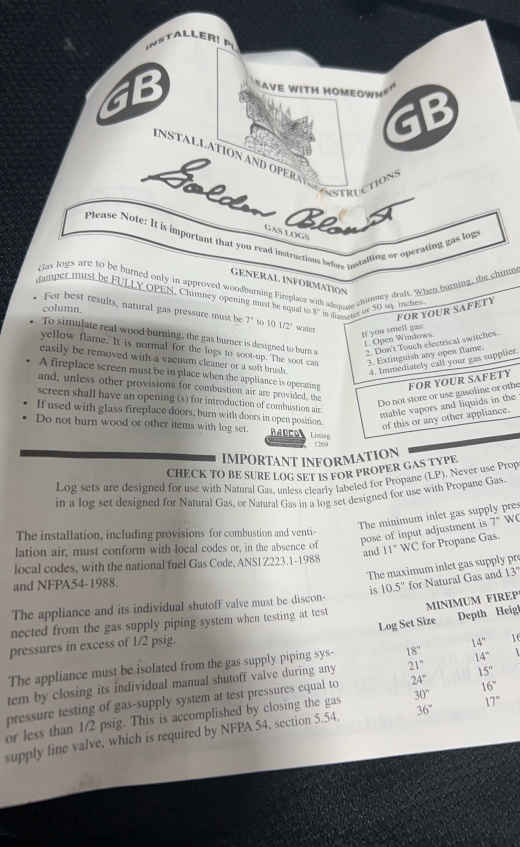 INSTALLER!
SAVE WITH HOMEOWNER
GB
GB
INSTALLATION AND OPERATING INSTRUCTIONS
Golden Blount
GAS LOGS
Please Note: It is important that you read instructions before installing or operating gas logs
GENERAL INFORMATION
Gas logs are to be burned only in approved woodburning Fireplace with adequate chimney draft. When burning, the chimney
damper must be FULLY OPEN. Chimney opening must be equal to 8" in diameter or 50 sq. inches.
• For best results, natural gas pressure must be 7" to 10 1/2" water
column.
• To simulate real wood burning, the gas burner is designed to burn a
yellow flame. It is normal for the logs to soot-up. The soot can
easily be removed with a vacuum cleaner or a soft brush.
• A fireplace screen must be in place when the appliance is operating
and, unless other provisions for combustion air are provided, the
screen shall have an opening (s) for introduction of combustion air.
• If used with glass fireplace doors, burn with doors in open position.
• Do not burn wood or other items with log set.
FOR YOUR SAFETY
If you smell gas:
1. Open Windows.
2. Don't Touch electrical switches.
3. Extinguish any open flame.
4. Immediately call your gas supplier.
FOR YOUR SAFETY
Do not store or use gasoline or othe
mable vapors and liquids in the
of this or any other appliance.
RADCO
Listing
1269
IMPORTANT INFORMATION
CHECK TO BE SURE LOG SET IS FOR PROPER GAS TYPE
Log sets are designed for use with Natural Gas, unless clearly labeled for Propane (LP). Never use Prop
in a log set designed for Natural Gas, or Natural Gas in a log set designed for use with Propane Gas.
The installation, including provisions for combustion and venti-
lation air, must conform with local codes or, in the absence of
local codes, with the national fuel Gas Code, ANSI Z223.1-1988
and NFPA54-1988.
The appliance and its individual shutoff valve must be discon-
nected from the gas supply piping system when testing at test
pressures in excess of 1/2 psig.
The appliance must be isolated from the gas supply piping sys-
tem by closing its individual manual shutoff valve during any
pressure testing of gas-supply system at test pressures equal to
or less than 1/2 psig. This is accomplished by closing the gas
supply line valve, which is required by NFPA 54, section 5.54.
The minimum inlet gas supply pres
pose of input adjustment is 7" WC
and 11" WC for Propane Gas.
The maximum inlet gas supply pre
is 10.5" for Natural Gas and 13"
MINIMUM FIREP
Log Set Size Depth Heigh
18" 14" 1
21" 14" 1
24" 15"
30" 16"
36" 17"